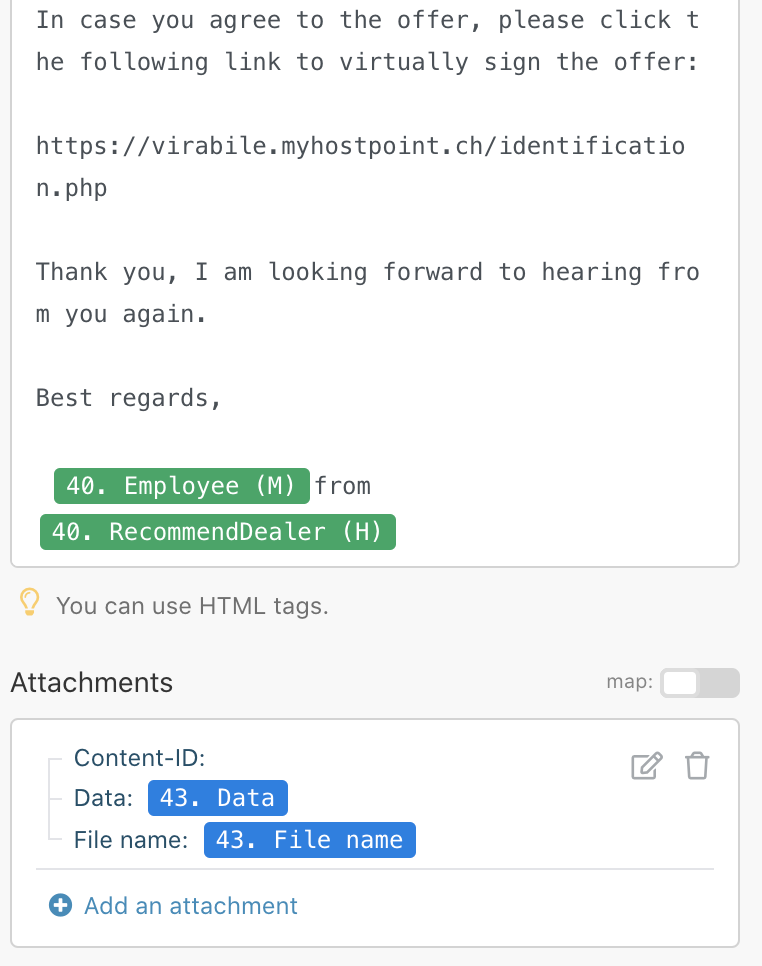 In case you agree to the offer, please click t
he following link to virtually sign the offer:
https://virabile.myhostpoint.ch/identificatio
n.php
Thank you, I am looking forward to hearing fro
m you again.
Best regards,
40. Employee (M) from
40. RecommendDealer (H)
You can use HTML tags.
Attachments map:
Content-ID:
Data: 43. Data
File name: 43. File name
Add an attachment